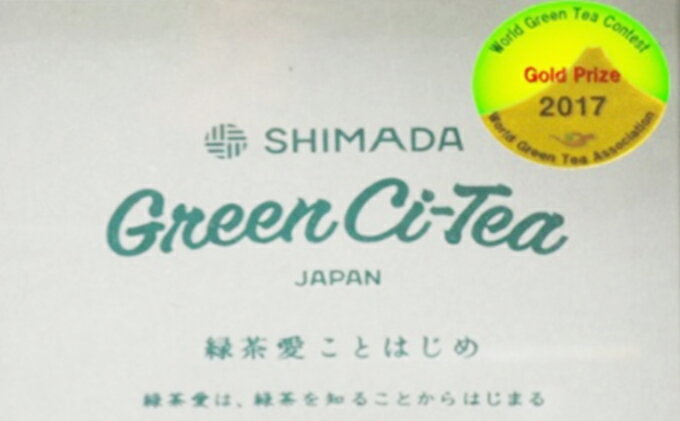 World Green Tea Contest
Gold Prize
2017
World Green Tea Association
SHIMADA
Green Ci-Tea
JAPAN
緑茶愛ことはじめ
緑茶愛は、緑茶を知ることからはじまる